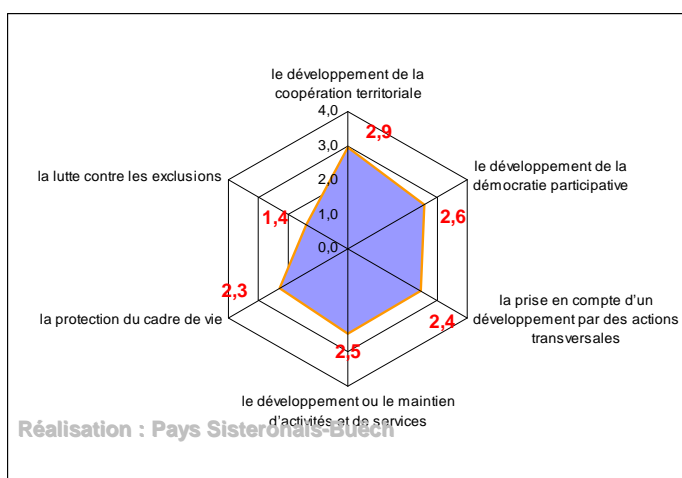 le développement de la
coopération territoriale
4,0
2,9
3,0
la lutte contre les exclusions
le développement de la
démocratie participative
2,0
1,4
2,6
1,0
0,0
2,3
la protection du cadre de vie
la prise en compte d'un
développement par des actions
transversales
2,4
2,5
le développement ou le maintien
d'activités et de services
Réalisation : Pays Sisteronais-Buëch